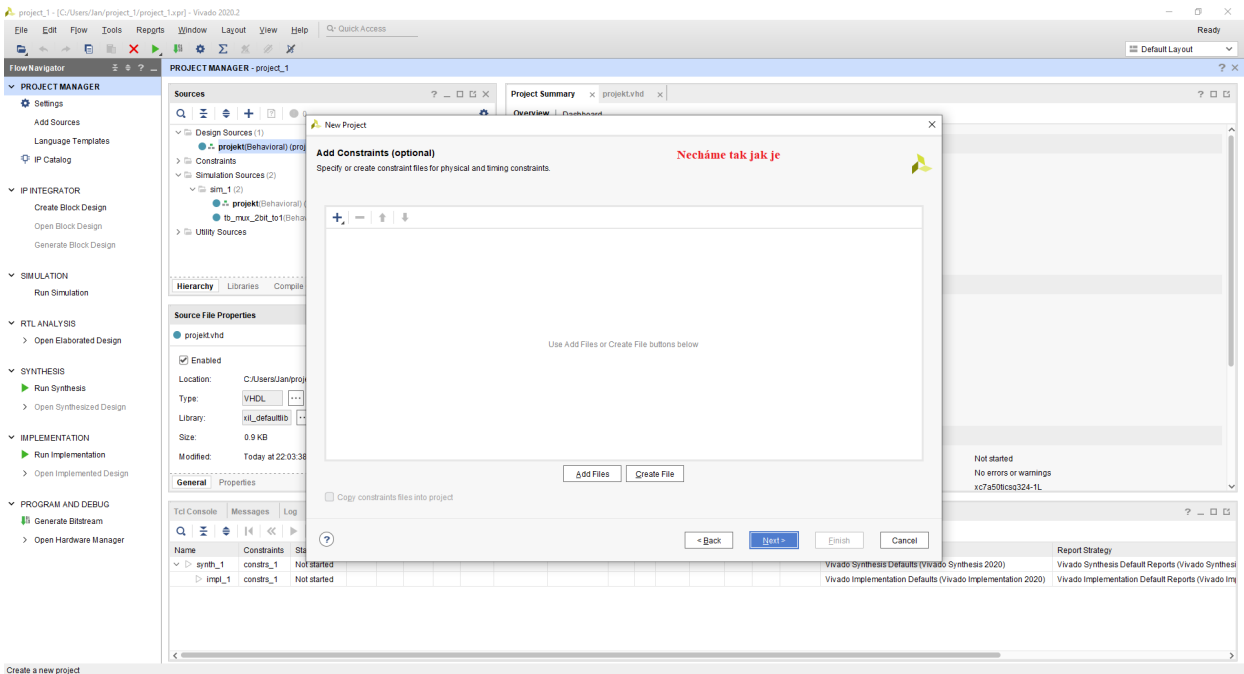 project_1 - [C:/Users/Jan/project_1/project_1.xpr] - Vivado 2020.2
File Edit Flow Tools Reports Window Layout View Help Quick Access
Ready
Default Layout
Flow Navigator
PROJECT MANAGER - project_1
PROJECT MANAGER
Settings
Add Sources
Language Templates
IP Catalog
IP INTEGRATOR
Create Block Design
Open Block Design
Generate Block Design
SIMULATION
Run Simulation
RTL ANALYSIS
Open Elaborated Design
SYNTHESIS
Run Synthesis
Open Synthesized Design
IMPLEMENTATION
Run Implementation
Open Implemented Design
PROGRAM AND DEBUG
Generate Bitstream
Open Hardware Manager
Sources
Design Sources (1)
projekt(Behavioral) (proj
Constraints
Simulation Sources (2)
sim_1 (2)
projekt(Behavioral) (
tb_mux_2bit_to1(Behav
Utility Sources
Hierarchy Libraries Compile
Source File Properties
projekt.vhd
Enabled
Location: C:/Users/Jan/proje
Type: VHDL
Library: xil_defaultlib
Size: 0.9 KB
Modified: Today at 22:03:38
General Properties
Project Summary projekt.vhd
Overview Dashboard
New Project
Add Constraints (optional)
Specify or create constraint files for physical and timing constraints.
Necháme tak jak je
Use Add Files or Create File buttons below
Add Files Create File
Copy constraints files into project
< Back Next > Finish Cancel
Not started
No errors or warnings
xc7a50ticsg324-1L
Tcl Console Messages Log
Name Constraints Sta
Report Strategy
synth_1 constrs_1 Not started Vivado Synthesis Defaults (Vivado Synthesis 2020) Vivado Synthesis Default Reports (Vivado Synthesi
impl_1 constrs_1 Not started Vivado Implementation Defaults (Vivado Implementation 2020) Vivado Implementation Default Reports (Vivado Im
Create a new project